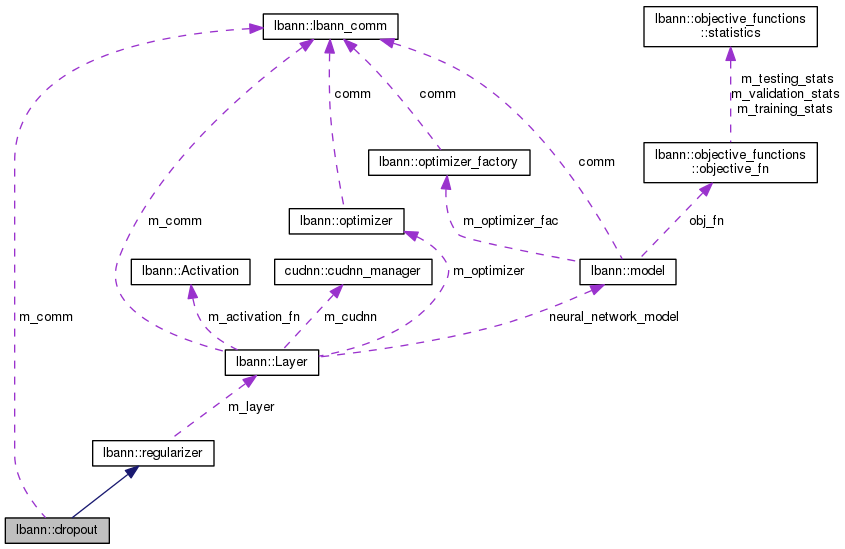 lbann::lbann_comm
lbann::objective_functions
::statistics
m_testing_stats
m_validation_stats
m_training_stats
comm
comm
lbann::optimizer_factory
lbann::objective_functions
::objective_fn
comm
lbann::optimizer
m_comm
m_optimizer_fac
obj_fn
lbann::Activation
cudnn::cudnn_manager
m_optimizer
lbann::model
m_comm
m_activation_fn
m_cudnn
neural_network_model
lbann::Layer
m_layer
lbann::regularizer
lbann::dropout